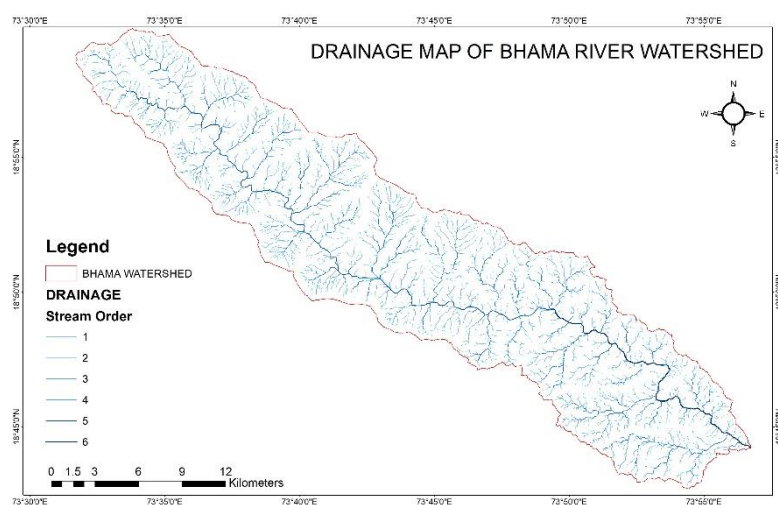 73°30'0"E 73°35'0"E 73°40'0"E 73°45'0"E 73°50'0"E 73°55'0"E
DRAINAGE MAP OF BHAMA RIVER WATERSHED
N
W E
S
18°55'0"N
Legend
BHAMA WATERSHED
18°50'0"N
DRAINAGE
Stream Order
1
2
3
4
5
18°45'0"N
6
0 1.5 3 6 9 12
Kilometers
73°30'0"E 73°35'0"E 73°40'0"E 73°45'0"E 73°50'0"E 73°55'0"E